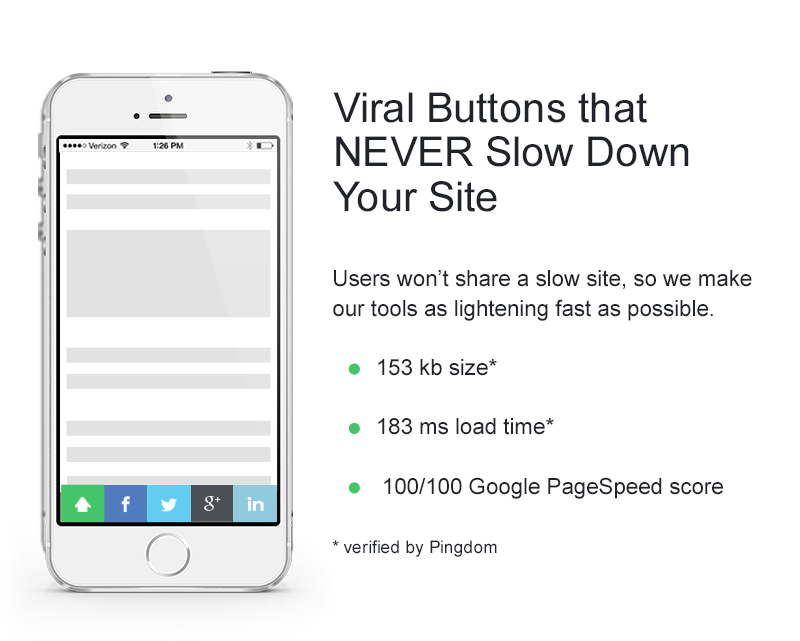 Verizon 1:26 PM
Viral Buttons that
NEVER Slow Down
Your Site
Users won’t share a slow site, so we make
our tools as lightening fast as possible.
153 kb size*
183 ms load time*
100/100 Google PageSpeed score
* verified by Pingdom
f g+ in